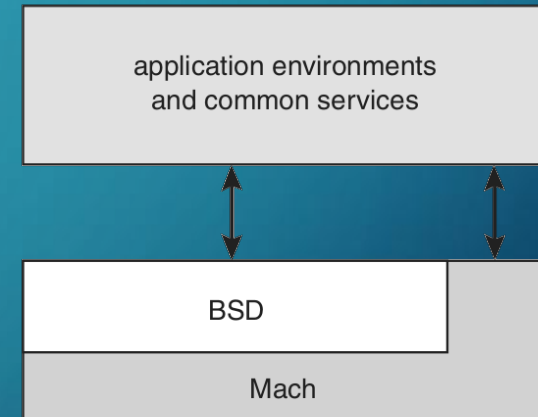 application environments
and common services
BSD
Mach